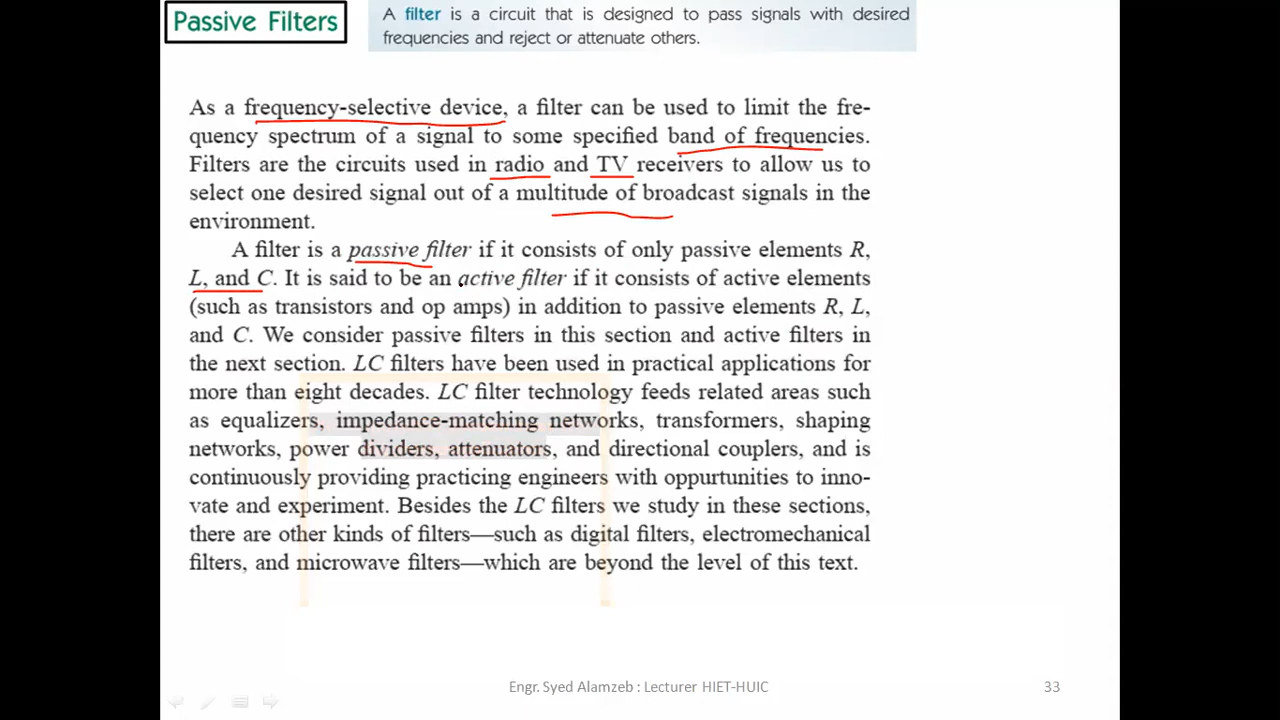 Passive Filters
A filter is a circuit that is designed to pass signals with desired
frequencies and reject or attenuate others.
As a frequency-selective device, a filter can be used to limit the fre-
quency spectrum of a signal to some specified band of frequencies.
Filters are the circuits used in radio and TV receivers to allow us to
select one desired signal out of a multitude of broadcast signals in the
environment.
A filter is a passive filter if it consists of only passive elements R,
L, and C. It is said to be an active filter if it consists of active elements
(such as transistors and op amps) in addition to passive elements R, L,
and C. We consider passive filters in this section and active filters in
the next section. LC filters have been used in practical applications for
more than eight decades. LC filter technology feeds related areas such
as equalizers, impedance-matching networks, transformers, shaping
networks, power dividers, attenuators, and directional couplers, and is
continuously providing practicing engineers with oppurtunities to inno-
vate and experiment. Besides the LC filters we study in these sections,
there are other kinds of filters—such as digital filters, electromechanical
filters, and microwave filters—which are beyond the level of this text.
Engr. Syed Alamzeb : Lecturer HIET-HUIC
33